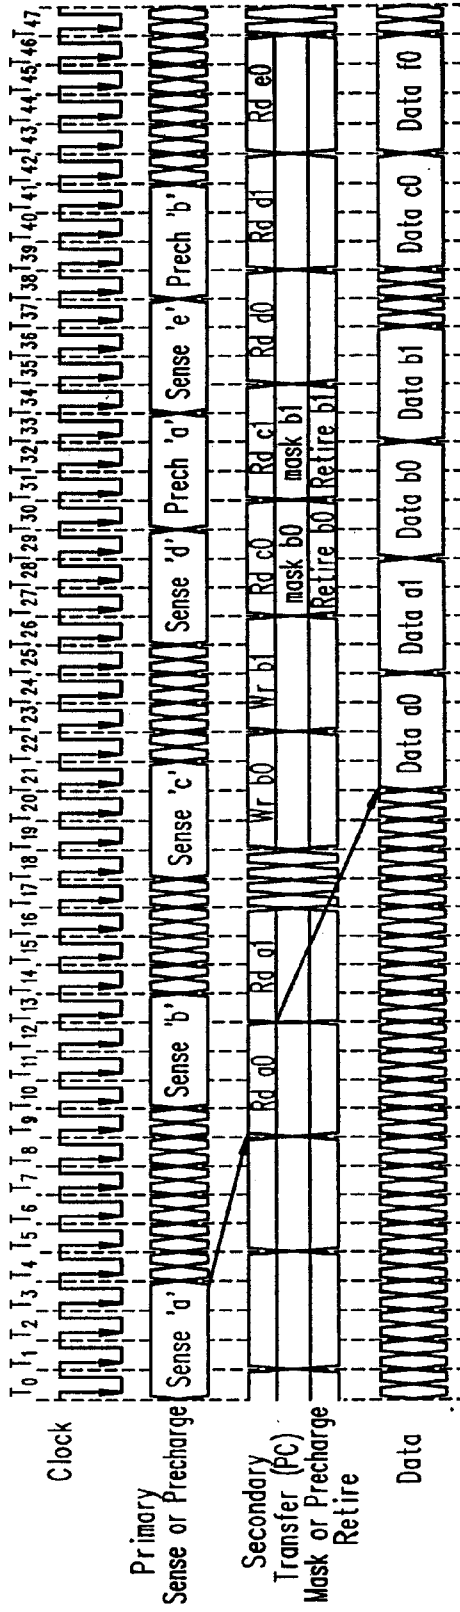 T0 T1 T2 T3 T4 T5 T6 T7 T8 T9 T10 T11 T12 T13 T14 T15 T16 T17 T18 T19 T20 T21 T22 T23 T24 T25 T26 T27 T28 T29 T30 T31 T32 T33 T34 T35 T36 T37 T38 T39 T40 T41 T42 T43 T44 T45 T46 T47
Clock
Primary
Sense or Precharge
Sense 'a' Sense 'b' Sense 'c' Sense 'd' Prech 'a' Sense 'e' Prech 'b'
Secondary
Transfer (PC)
Mask or Precharge
Retire
Rd a0 Rd a1 Wr b0 Wr b1 Rd c0 Rd c1 Rd d0 Rd d1 Rd e0
mask b0 mask b1
Retire b0 Retire b1
Data
Data a0 Data a1 Data b0 Data b1 Data c0 Data f0